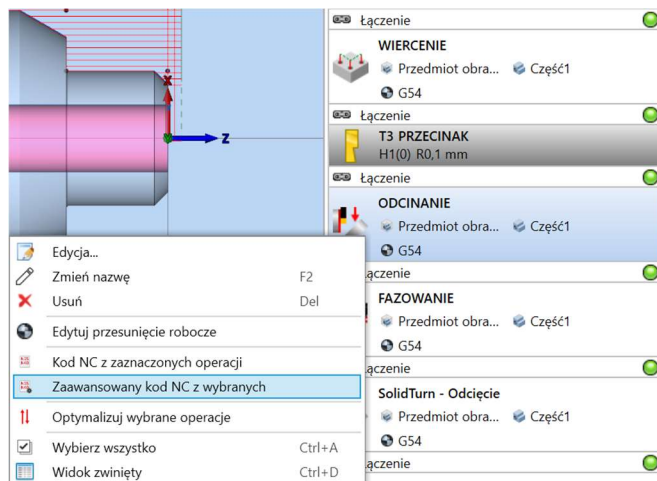 Łączenie
WIERCENIE
Przedmiot obra... Część1
G54
Łączenie
T3 PRZECINAK
H1(0) R0,1 mm
Łączenie
ODCINANIE
Przedmiot obra... Część1
G54
ączenie
FAZOWANIE
Przedmiot obra... Część1
G54
ączenie
SolidTurn - Odcięcie
Przedmiot obra... Część1
G54
ączenie
X
Z
Edycja...
Zmień nazwę F2
Usuń Del
Edytuj przesunięcie robocze
Kod NC z zaznaczonych operacji
Zaawansowany kod NC z wybranych
Optymalizuj wybrane operacje
Wybierz wszystko Ctrl+A
Widok zwinięty Ctrl+D